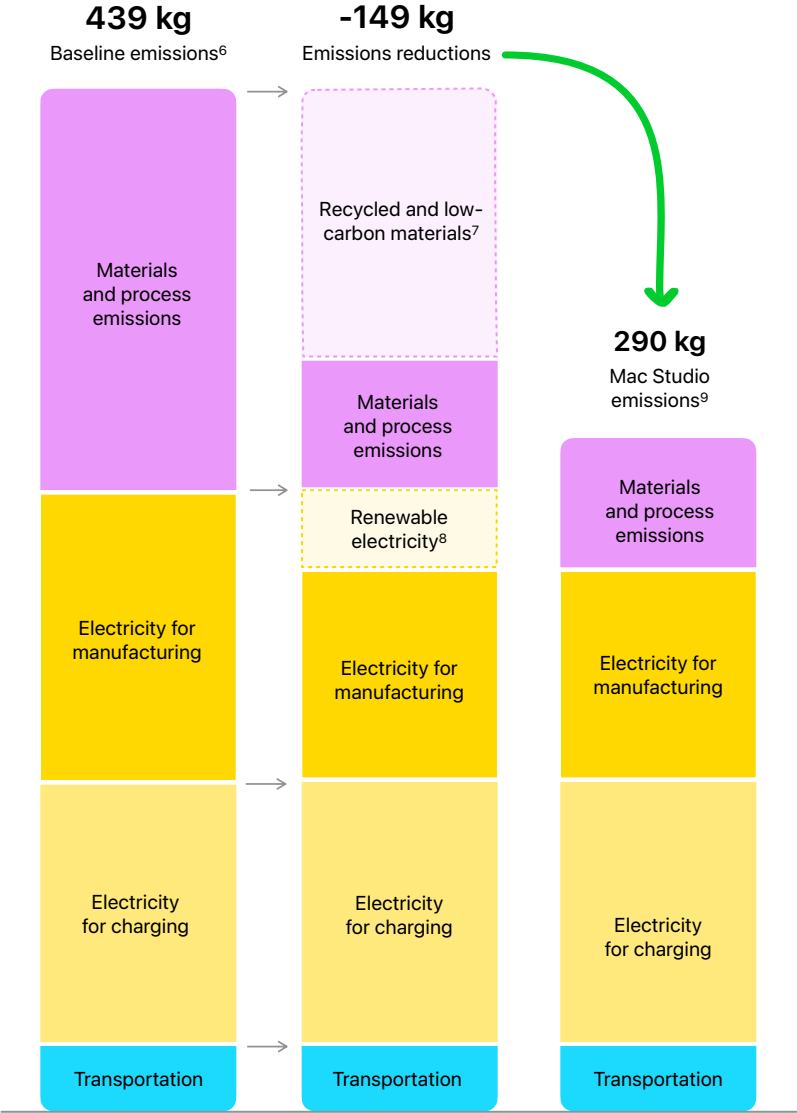 439 kg
Baseline emissions⁶
Materials
and process
emissions
Electricity for
manufacturing
Electricity
for charging
Transportation
-149 kg
Emissions reductions
Recycled and low-
carbon materials⁷
Materials
and process
emissions
Renewable
electricity⁸
Electricity for
manufacturing
Electricity
for charging
Transportation
290 kg
Mac Studio
emissions⁹
Materials
and process
emissions
Electricity for
manufacturing
Electricity
for charging
Transportation